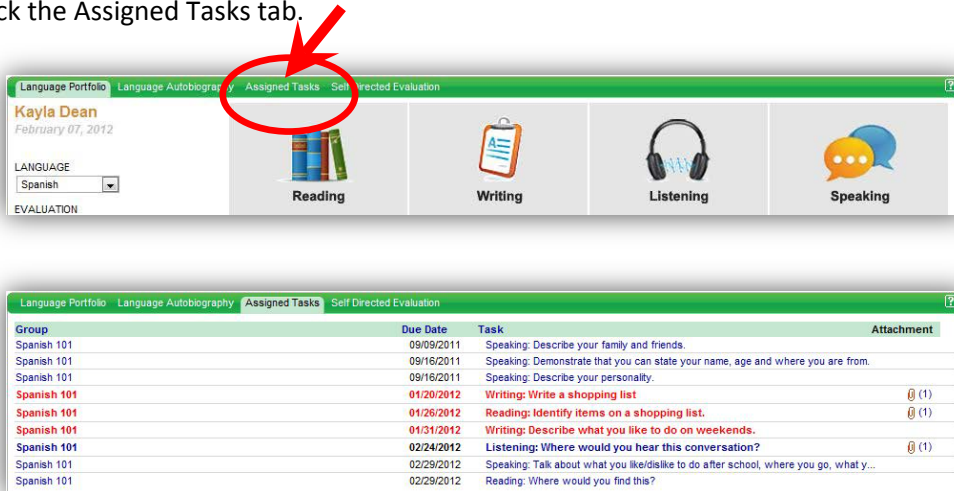 ck the Assigned Tasks tab.
Language Portfolio Language Autobiography Assigned Tasks Self Directed Evaluation ?
Kayla Dean
February 07, 2012
LANGUAGE
Spanish
EVALUATION
Reading Writing Listening Speaking
Language Portfolio Language Autobiography Assigned Tasks Self Directed Evaluation ?
Group Due Date Task Attachment
Spanish 101 09/09/2011 Speaking: Describe your family and friends.
Spanish 101 09/16/2011 Speaking: Demonstrate that you can state your name, age and where you are from.
Spanish 101 09/16/2011 Speaking: Describe your personality.
Spanish 101 01/20/2012 Writing: Write a shopping list (1)
Spanish 101 01/26/2012 Reading: Identify items on a shopping list. (1)
Spanish 101 01/31/2012 Writing: Describe what you like to do on weekends.
Spanish 101 02/24/2012 Listening: Where would you hear this conversation? (1)
Spanish 101 02/29/2012 Speaking: Talk about what you like/dislike to do after school, where you go, what y...
Spanish 101 02/29/2012 Reading: Where would you find this?